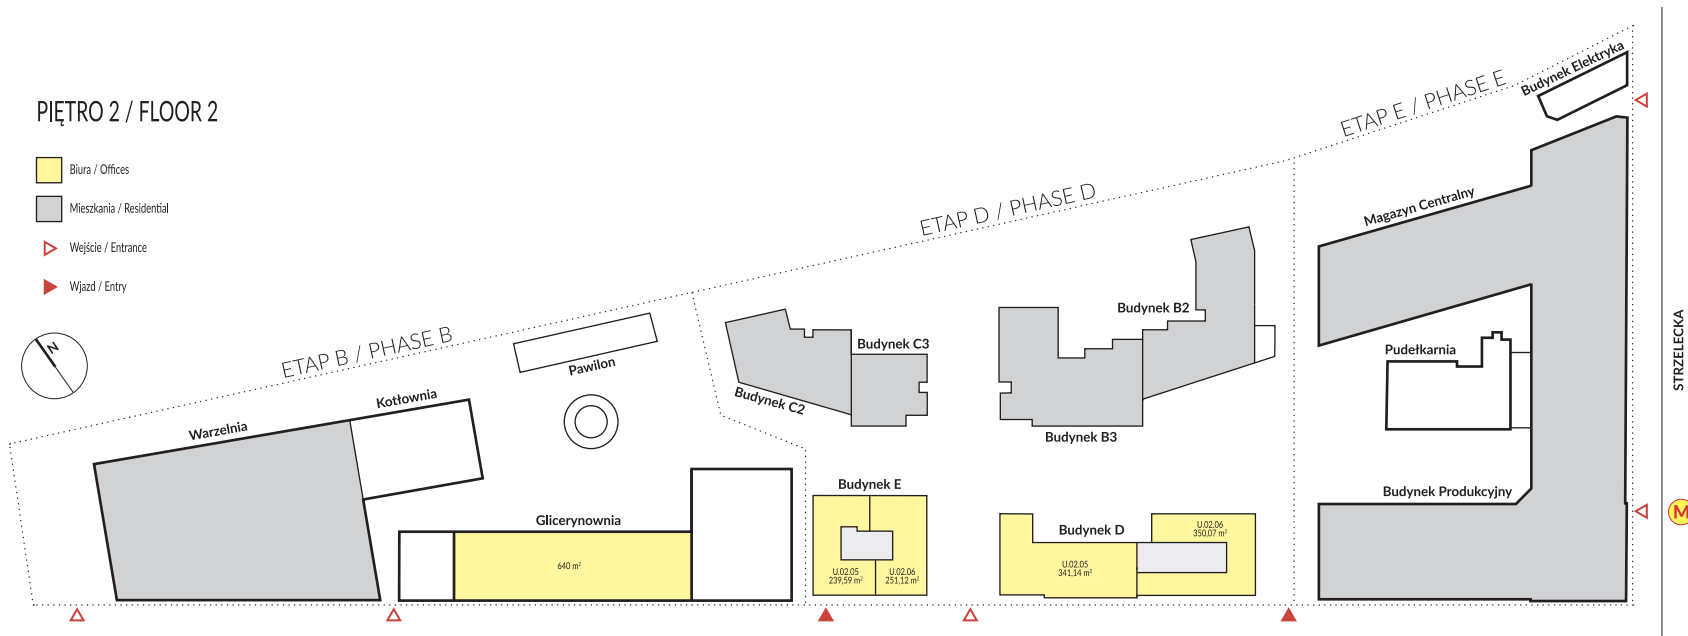 PIĘTRO 2 / FLOOR 2
Biura / Offices
Mieszkania / Residential
Wejście / Entrance
Wjazd / Entry
N
ETAP B / PHASE B
ETAP D / PHASE D
ETAP E / PHASE E
Budynek Elektryka
Magazyn Centralny
Pudełkarnia
Budynek Produkcyjny
STRZELECKA
M
Budynek B2
Budynek B3
Budynek C3
Budynek C2
Pawilon
Kotłownia
Warzelnia
Glicerynownia
640 m²
Budynek E
U.02.05
239,59 m²
U.02.06
251,12 m²
Budynek D
U.02.05
341,14 m²
U.02.06
350,07 m²